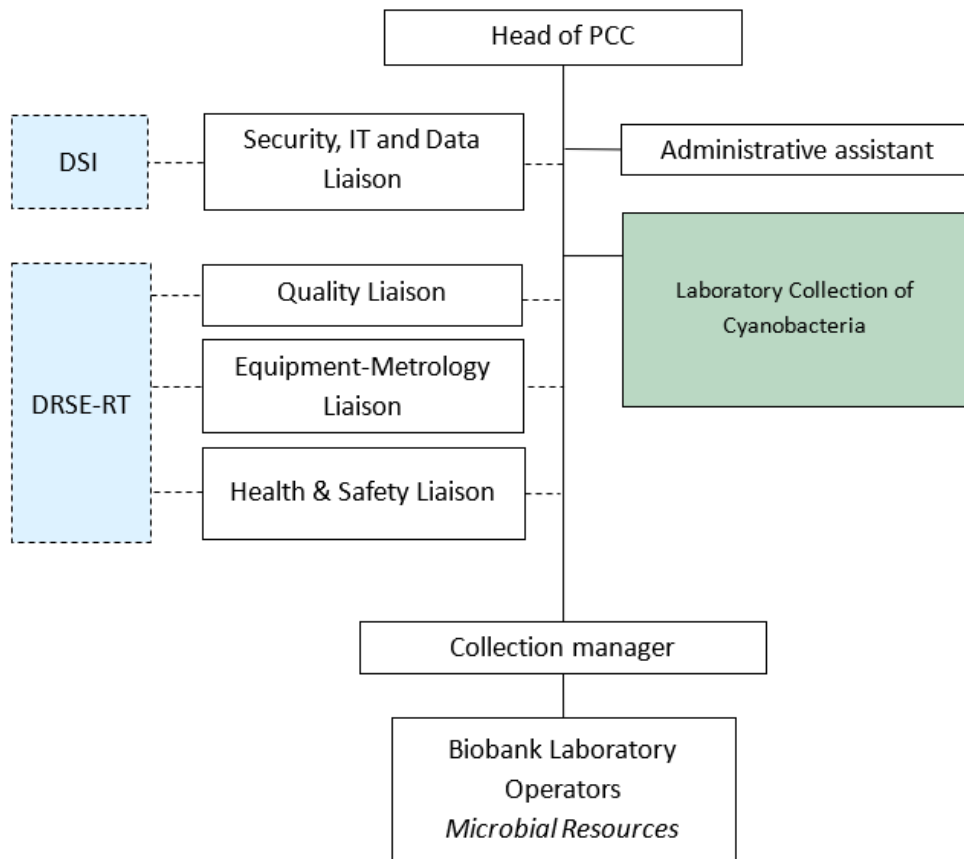 Head of PCC
DSI
Security, IT and Data
Liaison
Administrative assistant
Laboratory Collection of
Cyanobacteria
DRSE-RT
Quality Liaison
Equipment-Metrology
Liaison
Health & Safety Liaison
Collection manager
Biobank Laboratory
Operators
Microbial Resources